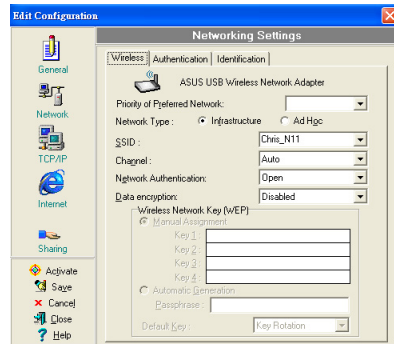 Edit Configuration
Networking Settings
General
Network
TCP/IP
Internet
Sharing
Activate
Save
Cancel
Close
Help
Wireless Authentication Identification
ASUS USB Wireless Network Adapter
Priority of Preferred Network:
Network Type : Infrastructure Ad Hoc
SSID : Chris_N11
Channel : Auto
Network Authentication: Open
Data encryption: Disabled
Wireless Network Key (WEP)
Manual Assignment
Key 1 :
Key 2 :
Key 3 :
Key 4 :
Automatic Generation
Passphrase :
Default Key : Key Rotation